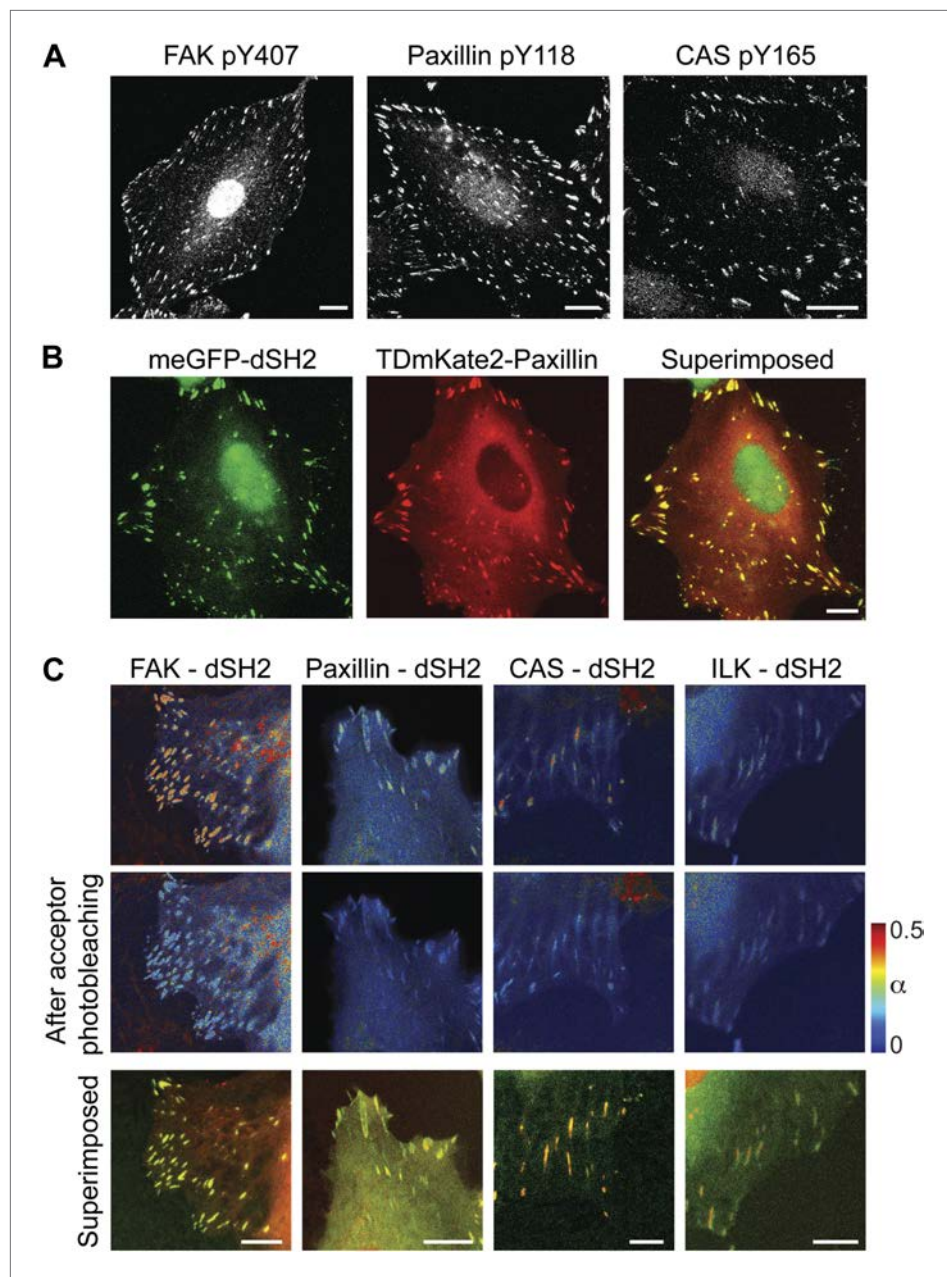 A
FAK pY407 Paxillin pY118 CAS pY165
B
meGFP-dSH2 TDmKate2-Paxillin Superimposed
C
FAK - dSH2 Paxillin - dSH2 CAS - dSH2 ILK - dSH2
After acceptor
photobleaching
0.5
α
0
Superimposed